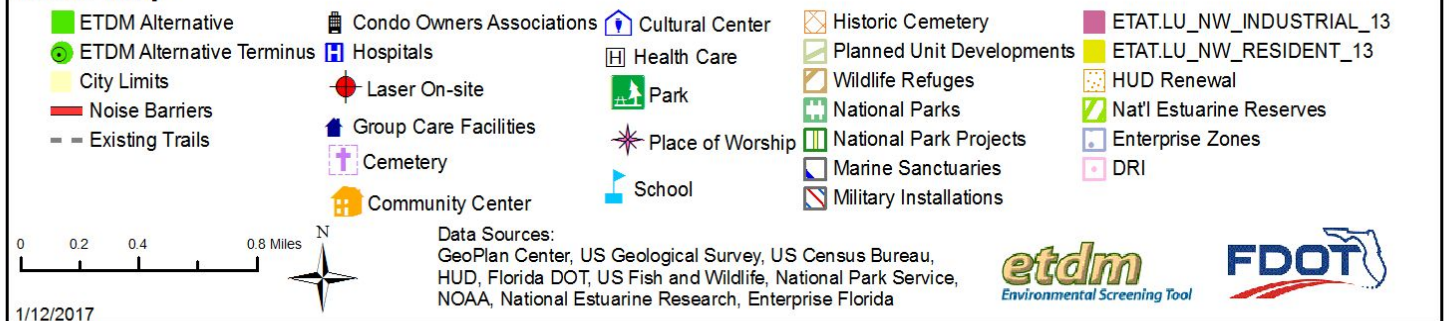 ETDM Alternative
ETDM Alternative Terminus
City Limits
Noise Barriers
Existing Trails
Condo Owners Associations
H Hospitals
Laser On-site
Group Care Facilities
Cemetery
Community Center
Cultural Center
H Health Care
Park
Place of Worship
School
Historic Cemetery
Planned Unit Developments
Wildlife Refuges
National Parks
National Park Projects
Marine Sanctuaries
Military Installations
ETAT.LU_NW_INDUSTRIAL_13
ETAT.LU_NW_RESIDENT_13
HUD Renewal
Nat'l Estuarine Reserves
Enterprise Zones
DRI
0 0.2 0.4 0.8 Miles
N
Data Sources:
GeoPlan Center, US Geological Survey, US Census Bureau,
HUD, Florida DOT, US Fish and Wildlife, National Park Service,
NOAA, National Estuarine Research, Enterprise Florida
etdm
Environmental Screening Tool
FDOT
1/12/2017